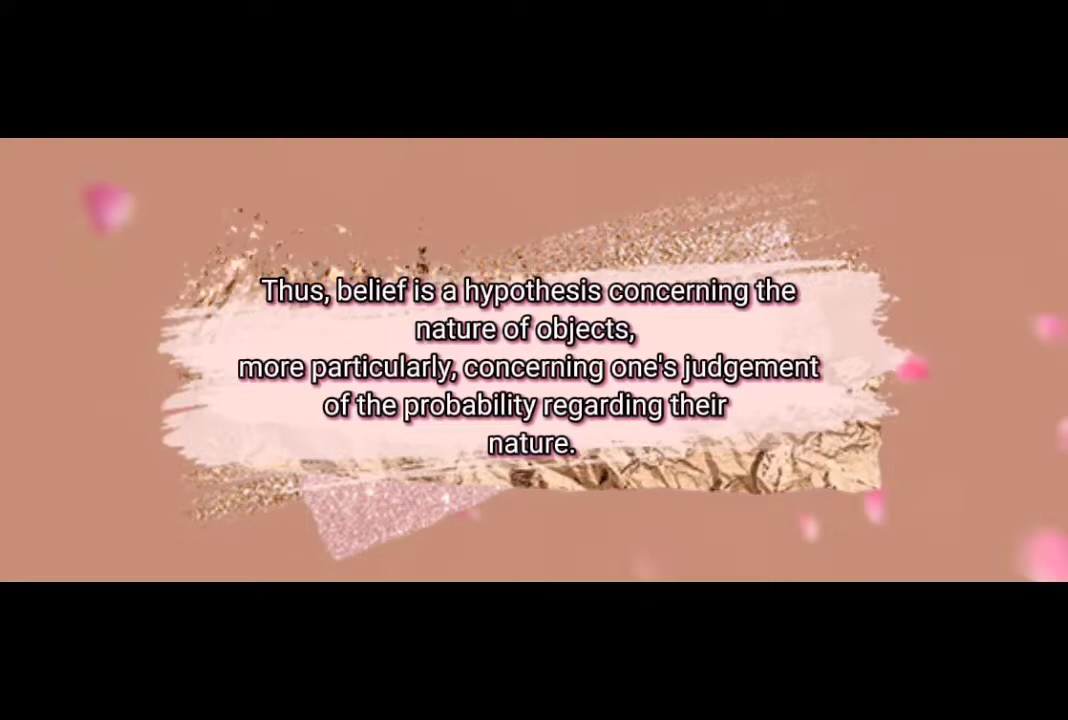 Thus, belief is a hypothesis concerning the
nature of objects,
more particularly, concerning one's judgement
of the probability regarding their
nature.